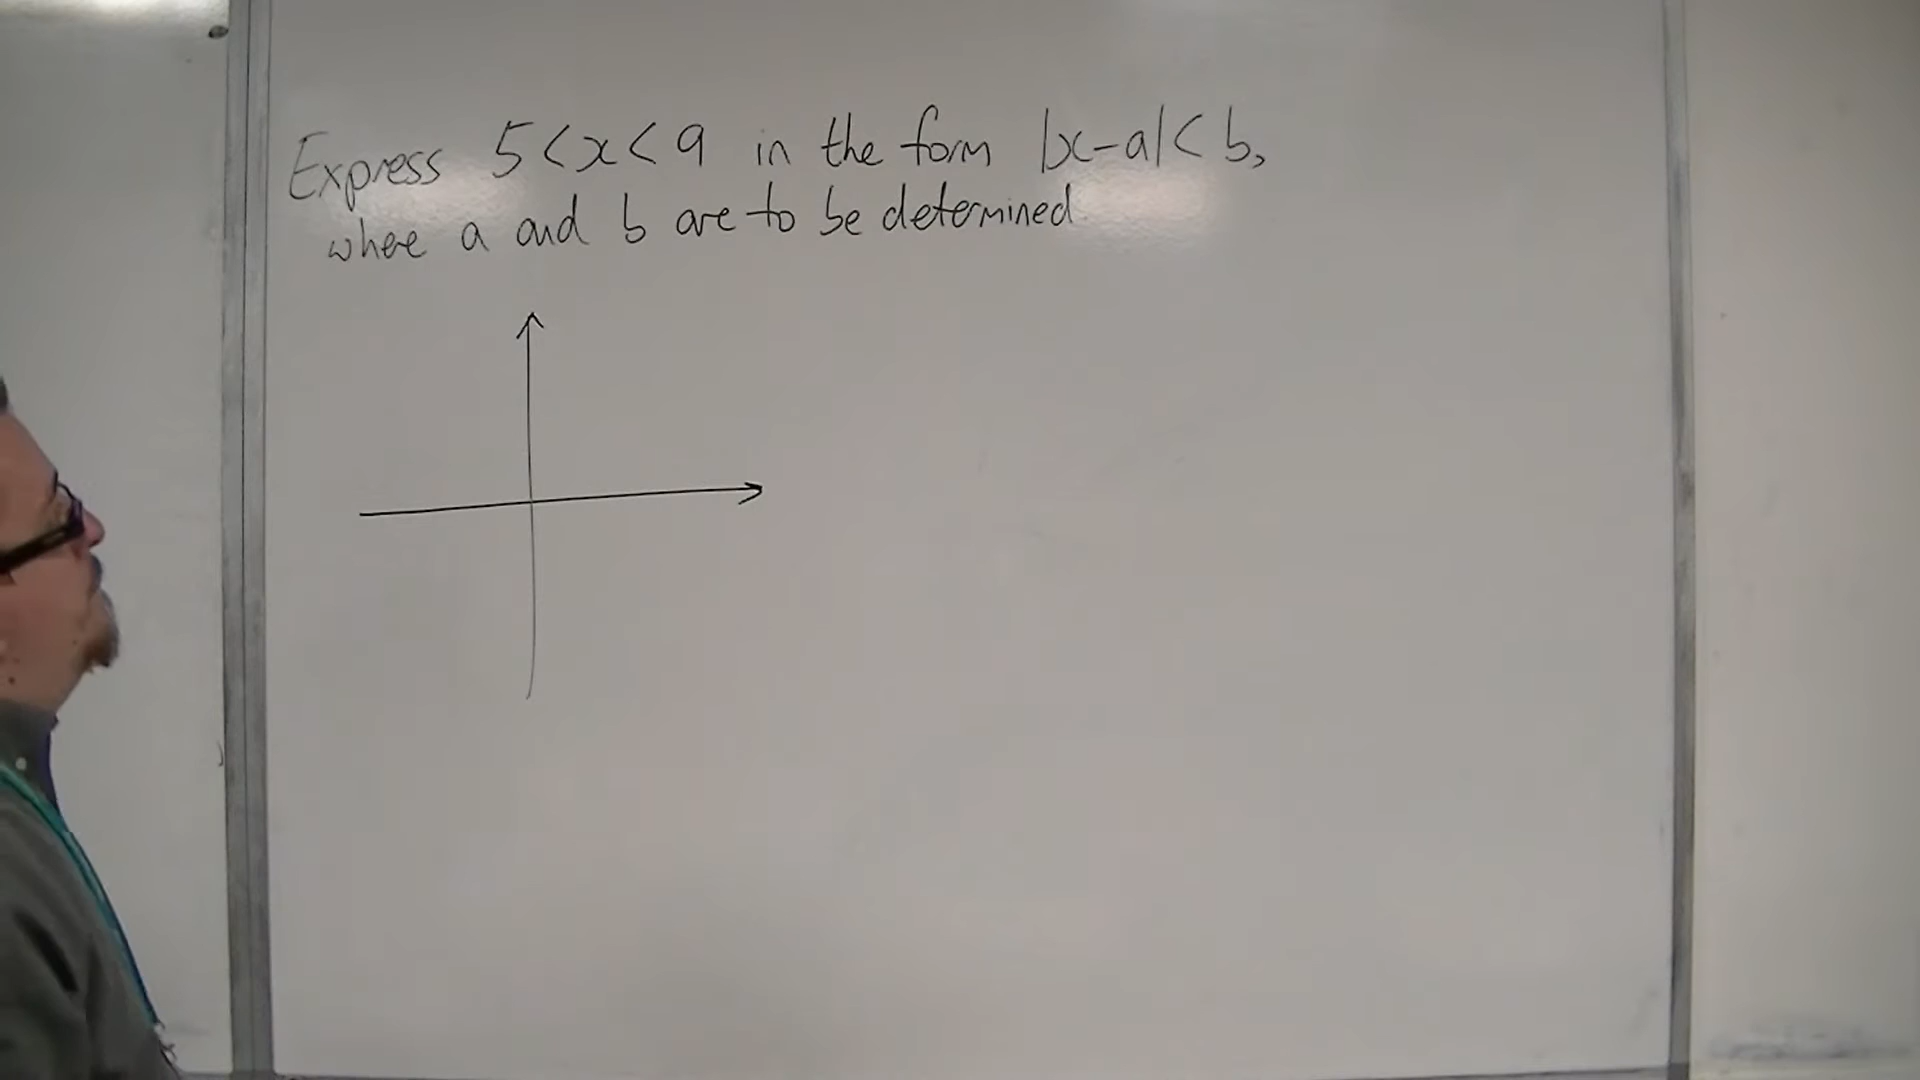 Express 5<x<9 in the form |x-a|< b,
where a and b are to be determined.